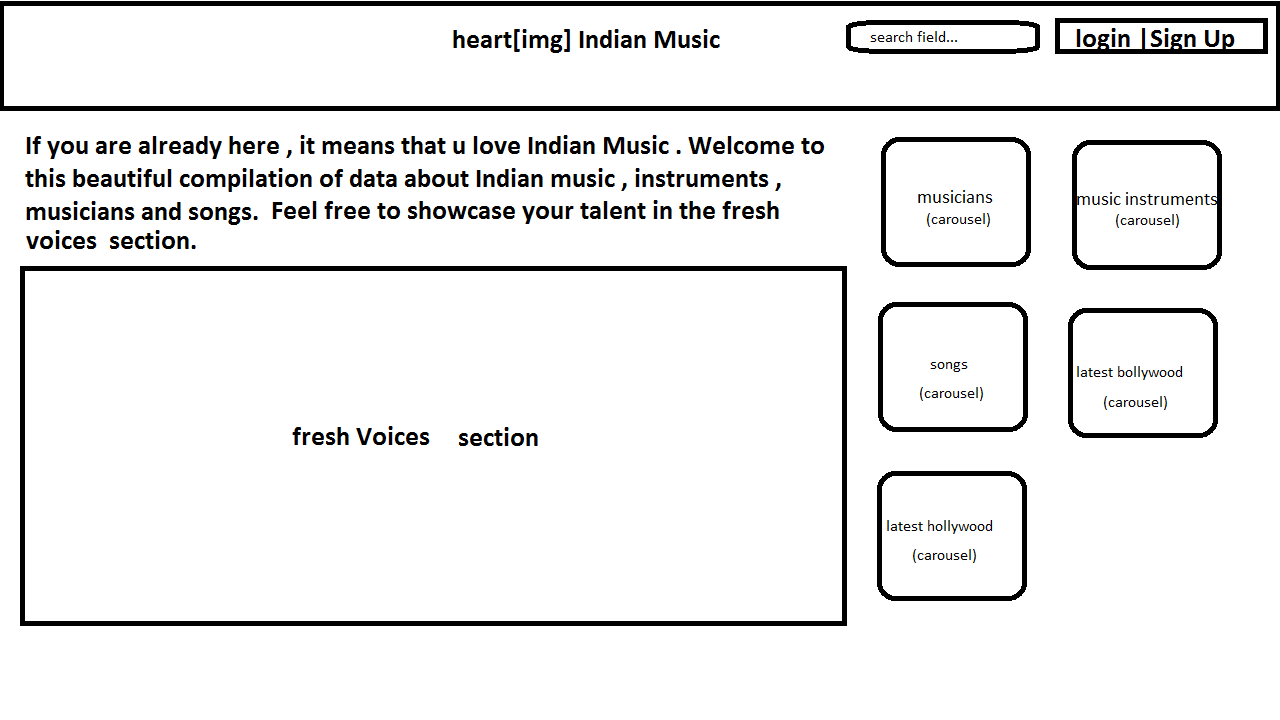 heart[img] Indian Music
search field...
login |Sign Up
If you are already here , it means that u love Indian Music . Welcome to
this beautiful compilation of data about Indian music , instruments ,
musicians and songs. Feel free to showcase your talent in the fresh
voices section.
fresh Voices section
musicians
(carousel)
music instruments
(carousel)
songs
(carousel)
latest bollywood
(carousel)
latest hollywood
(carousel)